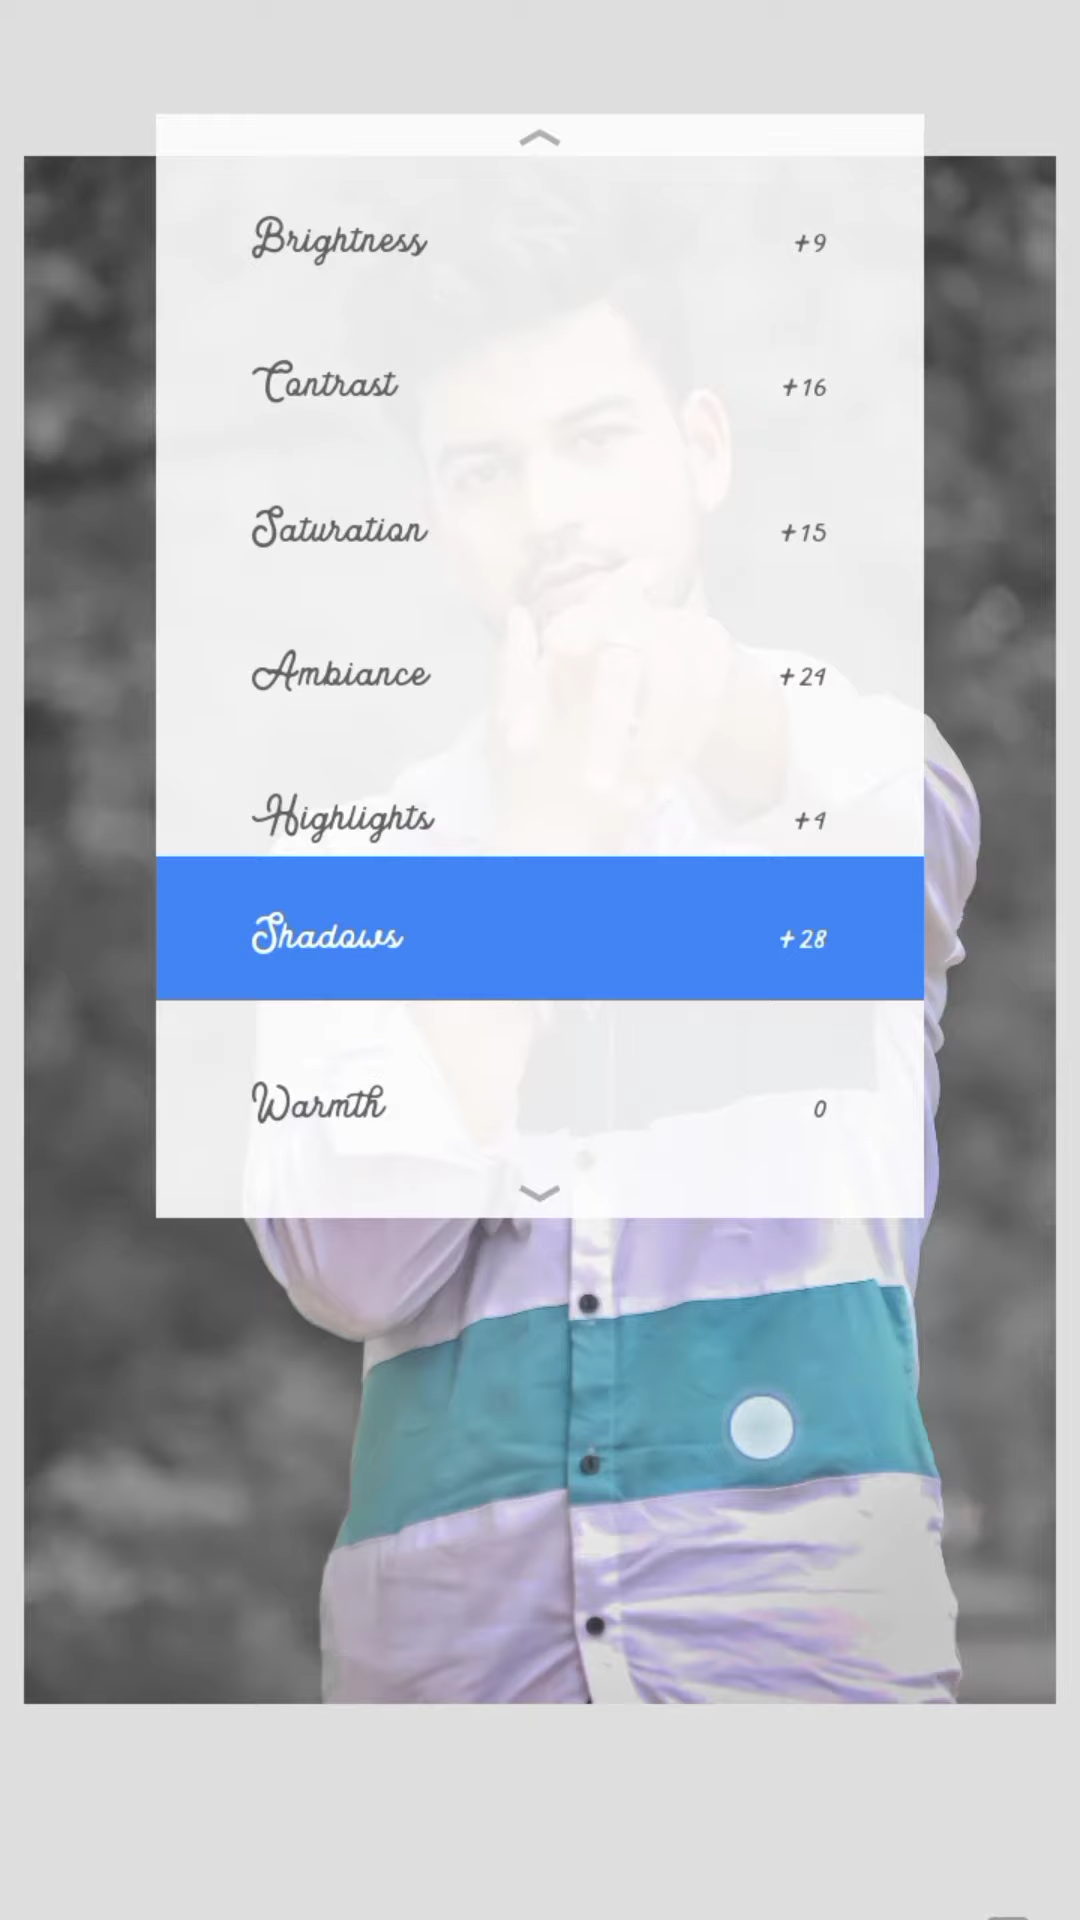 Brightness +9
Contrast +16
Saturation +15
Ambiance +24
Highlights +4
Shadows +28
Warmth 0